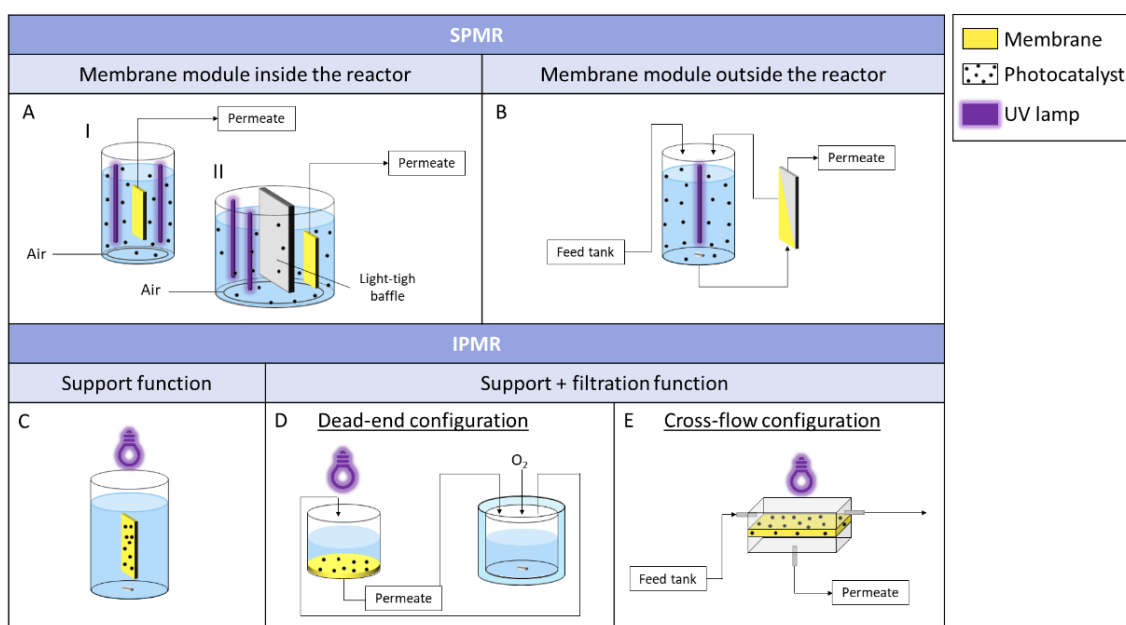 SPMR
Membrane module inside the reactor
Membrane module outside the reactor
A
I
Permeate
II
Permeate
Air
Air
Light-tigh
baffle
B
Permeate
Feed tank
IPMR
Support function
Support + filtration function
C
D
Dead-end configuration
O₂
Permeate
E
Cross-flow configuration
Feed tank
Permeate
Membrane
Photocatalyst
UV lamp